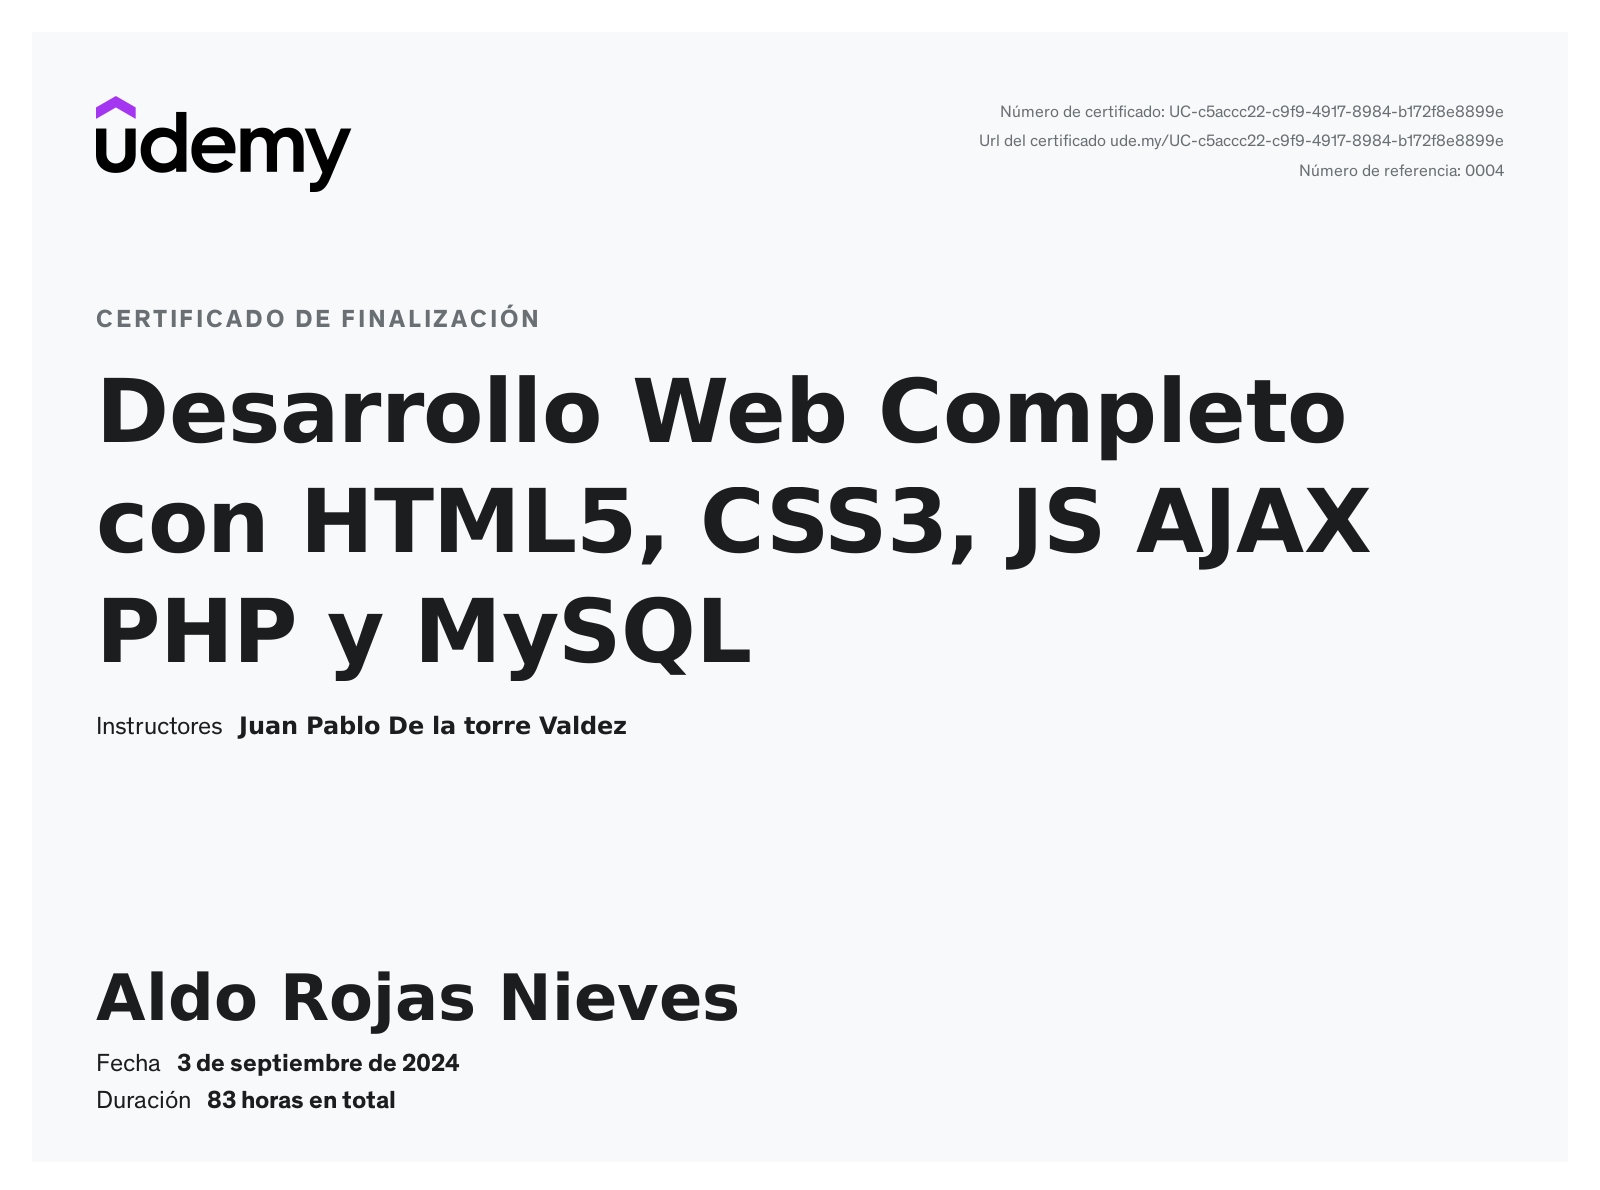 udemy
Número de certificado: UC-c5accc22-c9f9-4917-8984-b172f8e8899e
Url del certificado ude.my/UC-c5accc22-c9f9-4917-8984-b172f8e8899e
Número de referencia: 0004
CERTIFICADO DE FINALIZACIÓN
Desarrollo Web Completo
con HTML5, CSS3, JS AJAX
PHP y MySQL
Instructores Juan Pablo De la torre Valdez
Aldo Rojas Nieves
Fecha 3 de septiembre de 2024
Duración 83 horas en total